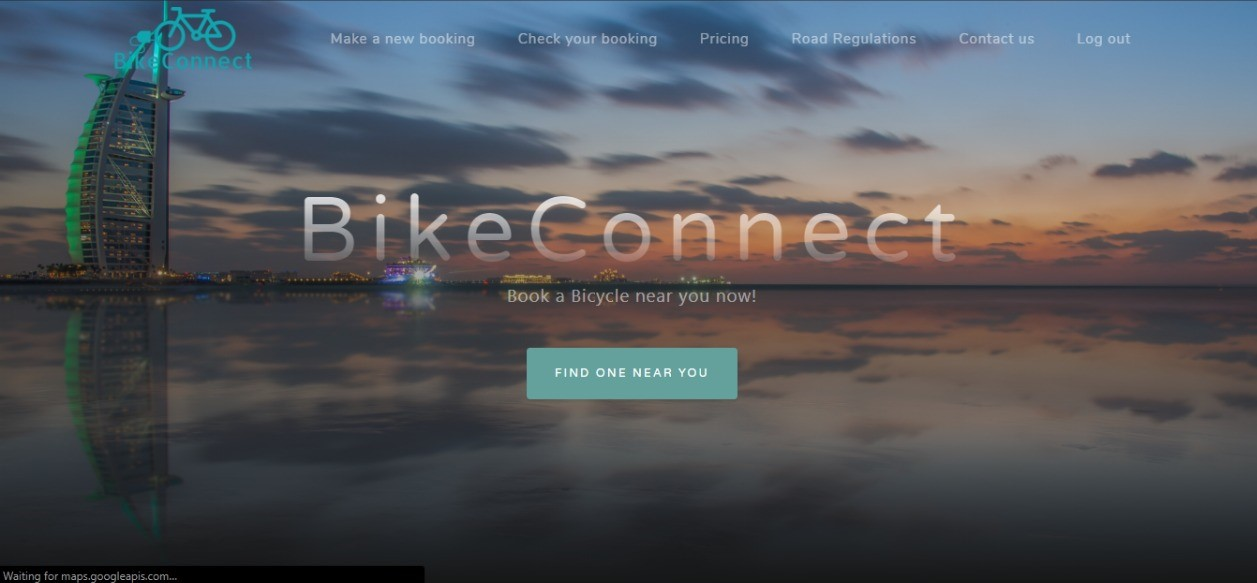 BikeConnect
Make a new booking Check your booking Pricing Road Regulations Contact us Log out
BikeConnect
Book a Bicycle near you now!
FIND ONE NEAR YOU
Waiting for maps.googleapis.com...